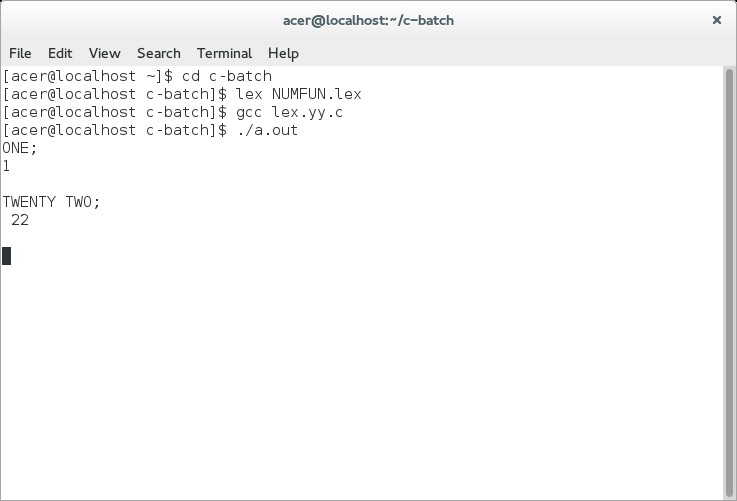 acer@localhost:~/c-batch
×
File Edit View Search Terminal Help
[acer@localhost ~]$ cd c-batch
[acer@localhost c-batch]$ lex NUMFUN.lex
[acer@localhost c-batch]$ gcc lex.yy.c
[acer@localhost c-batch]$ ./a.out
ONE;
1
TWENTY TWO;
 22